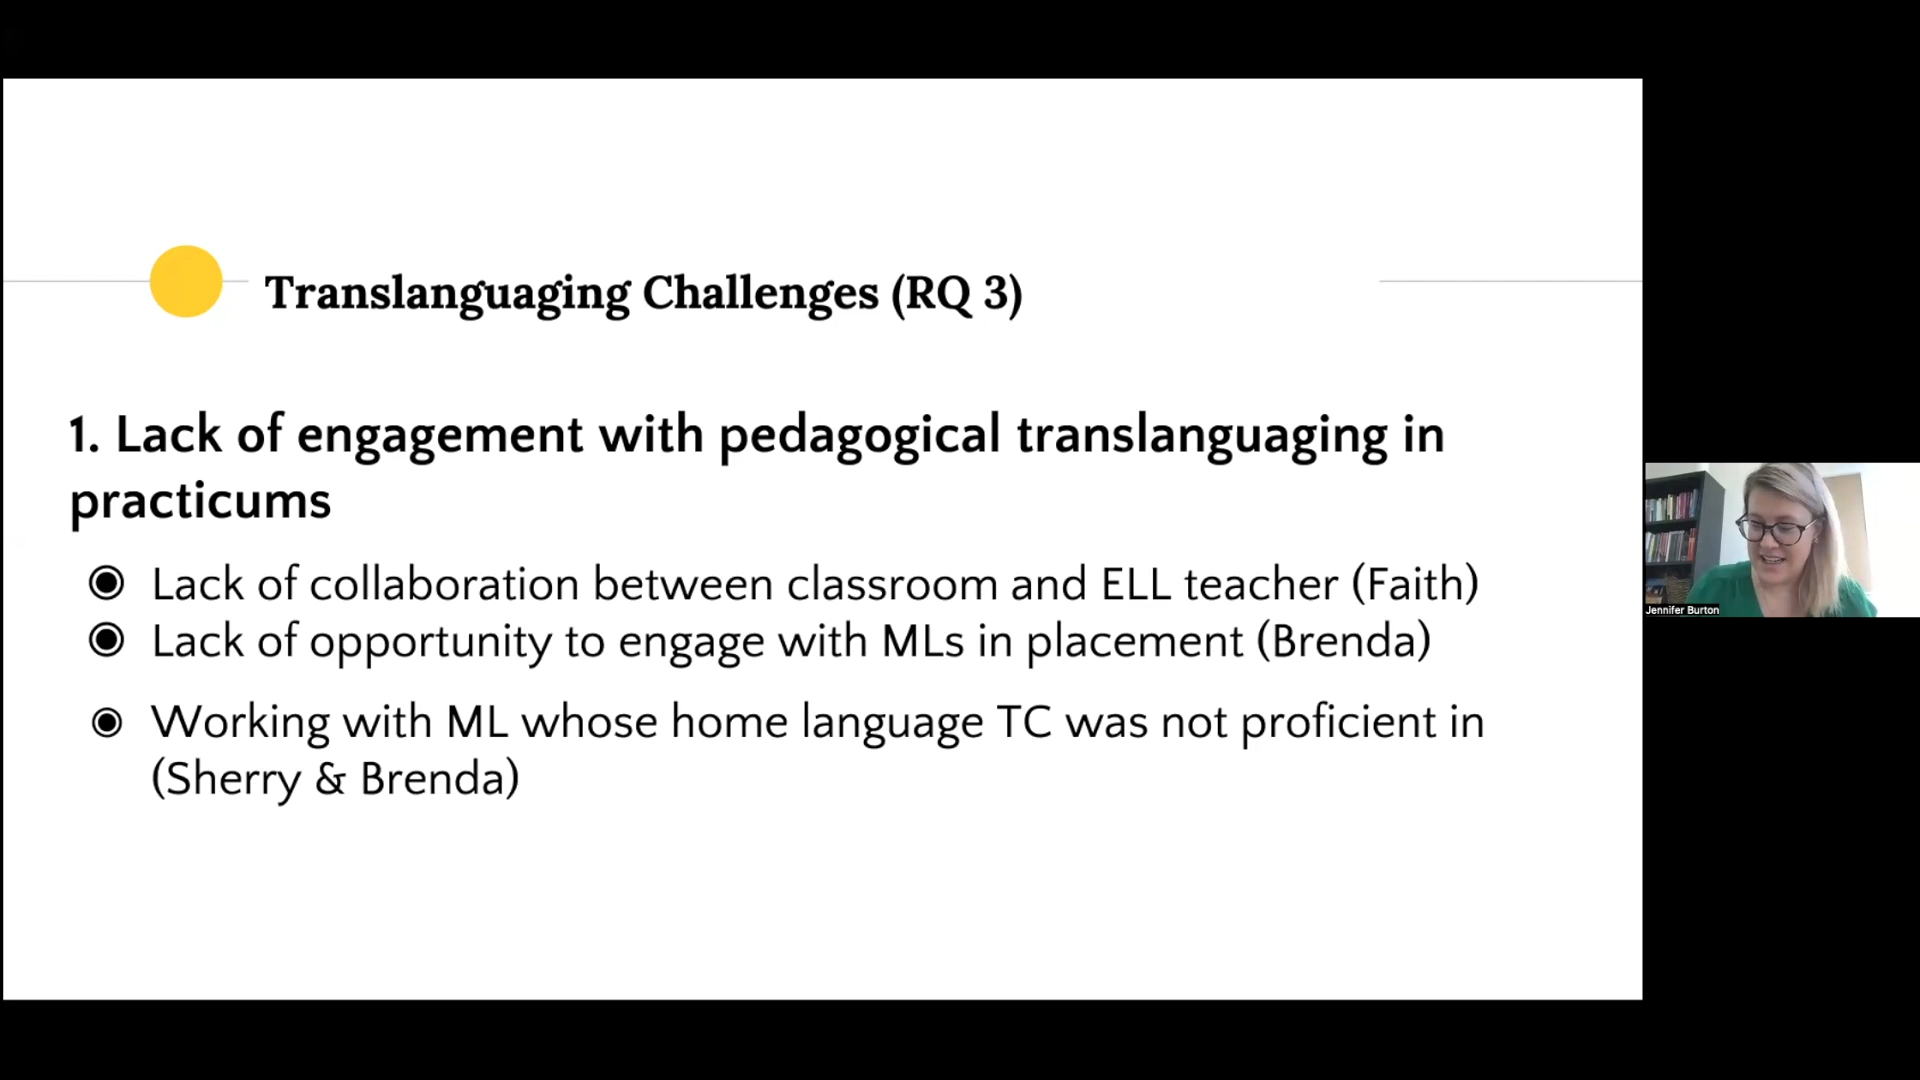 Translanguaging Challenges (RQ 3)
1. Lack of engagement with pedagogical translanguaging in
practicums
Lack of collaboration between classroom and ELL teacher (Faith)
Lack of opportunity to engage with MLs in placement (Brenda)
Working with ML whose home language TC was not proficient in
(Sherry & Brenda)
Jennifer Burton